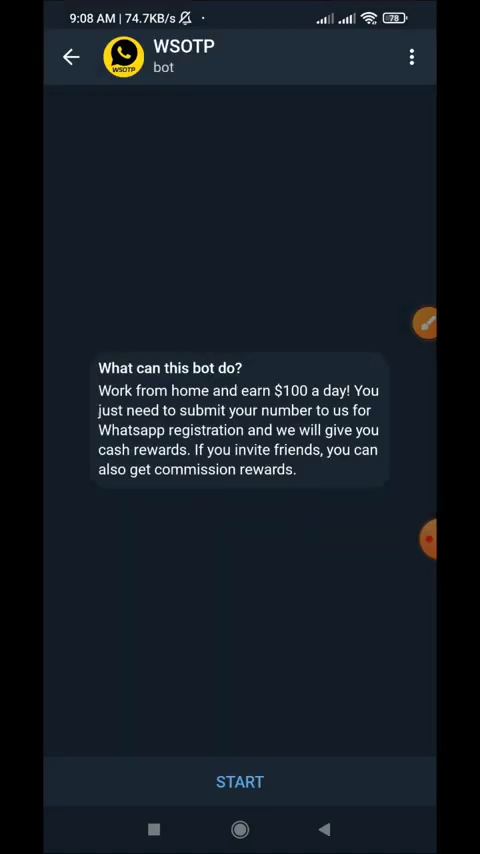 9:08 AM | 74.7KB/s
78
WSOTP
WSOTP
bot
What can this bot do?
Work from home and earn $100 a day! You
just need to submit your number to us for
Whatsapp registration and we will give you
cash rewards. If you invite friends, you can
also get commission rewards.
START